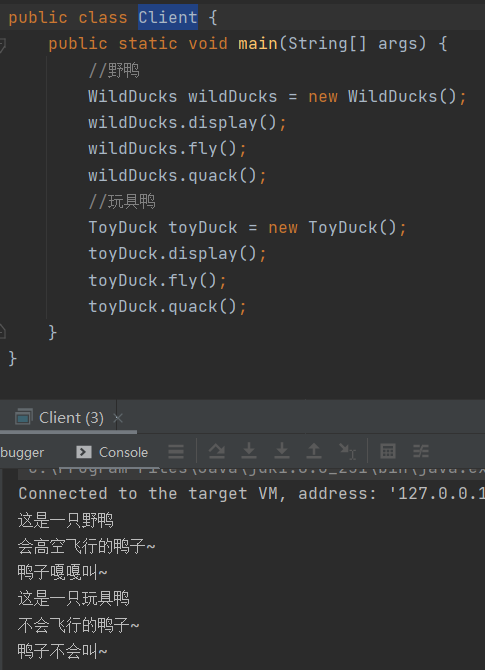 public class Client {
    public static void main(String[] args) {
        //野鸭
        WildDucks wildDucks = new WildDucks();
        wildDucks.display();
        wildDucks.fly();
        wildDucks.quack();
        //玩具鸭
        ToyDuck toyDuck = new ToyDuck();
        toyDuck.display();
        toyDuck.fly();
        toyDuck.quack();
    }
}
Client (3)
bugger Console
Connected to the target VM, address: '127.0.0.1
这是一只野鸭
会高空飞行的鸭子~
鸭子嘎嘎叫~
这是一只玩具鸭
不会飞行的鸭子~
鸭子不会叫~